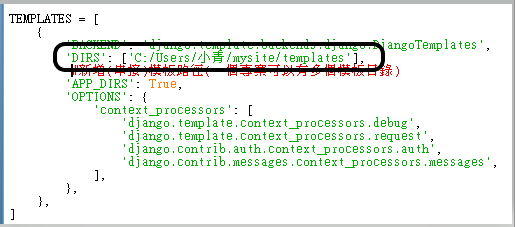 TEMPLATES = [
{
'BACKEND': 'django.template.backends.django.DjangoTemplates',
'DIRS': ['C:/Users/小青/mysite/templates'],
#新增(串接)模板路徑(一個專案可以有多個模板目錄)
'APP_DIRS': True,
'OPTIONS': {
'context_processors': [
'django.template.context_processors.debug',
'django.template.context_processors.request',
'django.contrib.auth.context_processors.auth',
'django.contrib.messages.context_processors.messages',
],
},
},
]